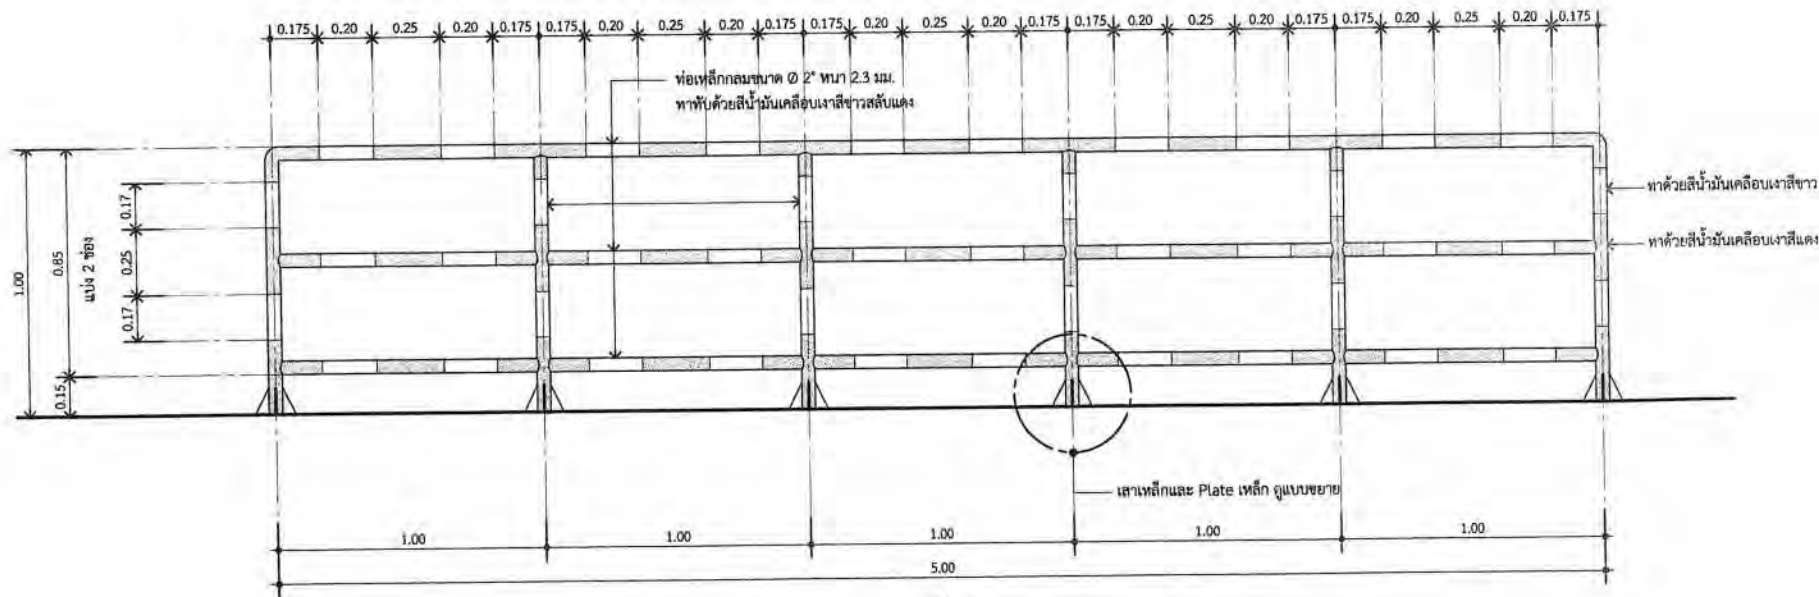 0.175 0.20 0.25 0.20 0.175 0.175 0.20 0.25 0.20 0.175 0.175 0.20 0.25 0.20 0.175 0.175 0.20 0.25 0.20 0.175 0.175 0.20 0.25 0.20 0.175
ท่อเหล็กกลมขนาด Ø 2" หนา 2.3 มม.
ทาทับด้วยสีน้ำมันเคลือบเงาสีขาวสลับแดง
ทาด้วยสีน้ำมันเคลือบเงาสีขาว
ทาด้วยสีน้ำมันเคลือบเงาสีแดง
1.00
0.85
แบ่ง 2 ช่อง
0.17
0.25
0.17
0.15
เสาเหล็กและ Plate เหล็ก ดูแบบขยาย
1.00 1.00 1.00 1.00 1.00
5.00